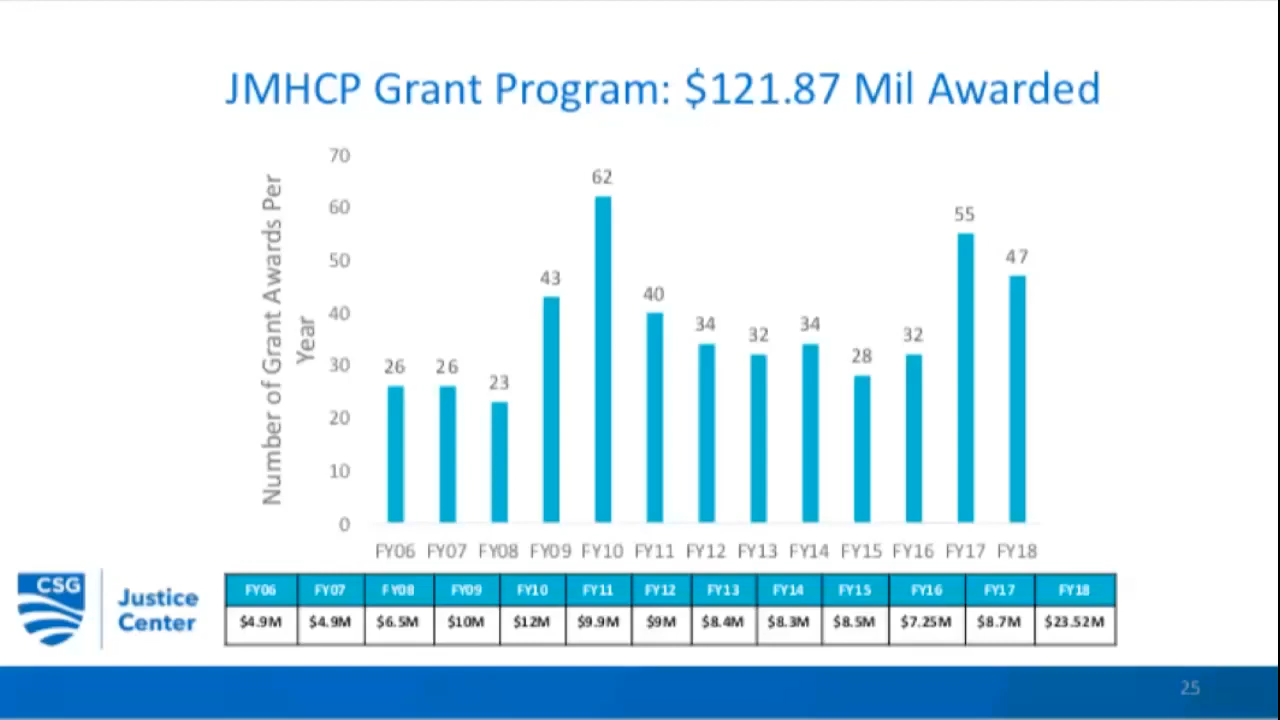 JMHCP Grant Program: $121.87 Mil Awarded
Number of Grant Awards Per
Year
70
60
50
40
30
20
10
0
26
26
23
43
62
40
34
32
34
28
32
55
47
FY06 FY07 FY08 FY09 FY10 FY11 FY12 FY13 FY14 FY15 FY16 FY17 FY18
FY06 FY07 FY08 FY09 FY10 FY11 FY12 FY13 FY14 FY15 FY16 FY17 FY18
$4.9M $4.9M $6.5M $10M $12M $9.9M $9M $8.4M $8.3M $8.5M $7.25M $8.7M $23.52M
CSG
Justice
Center
25